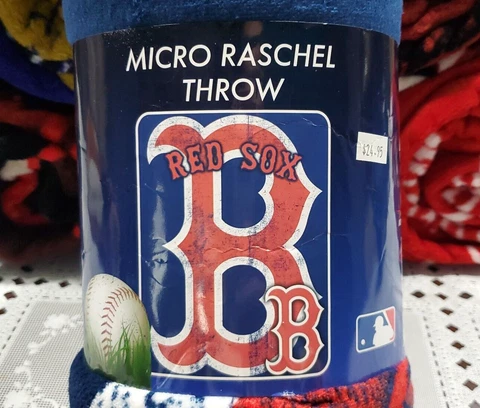 MICRO RASCHEL
THROW
RED SOX
B
$24.95
B